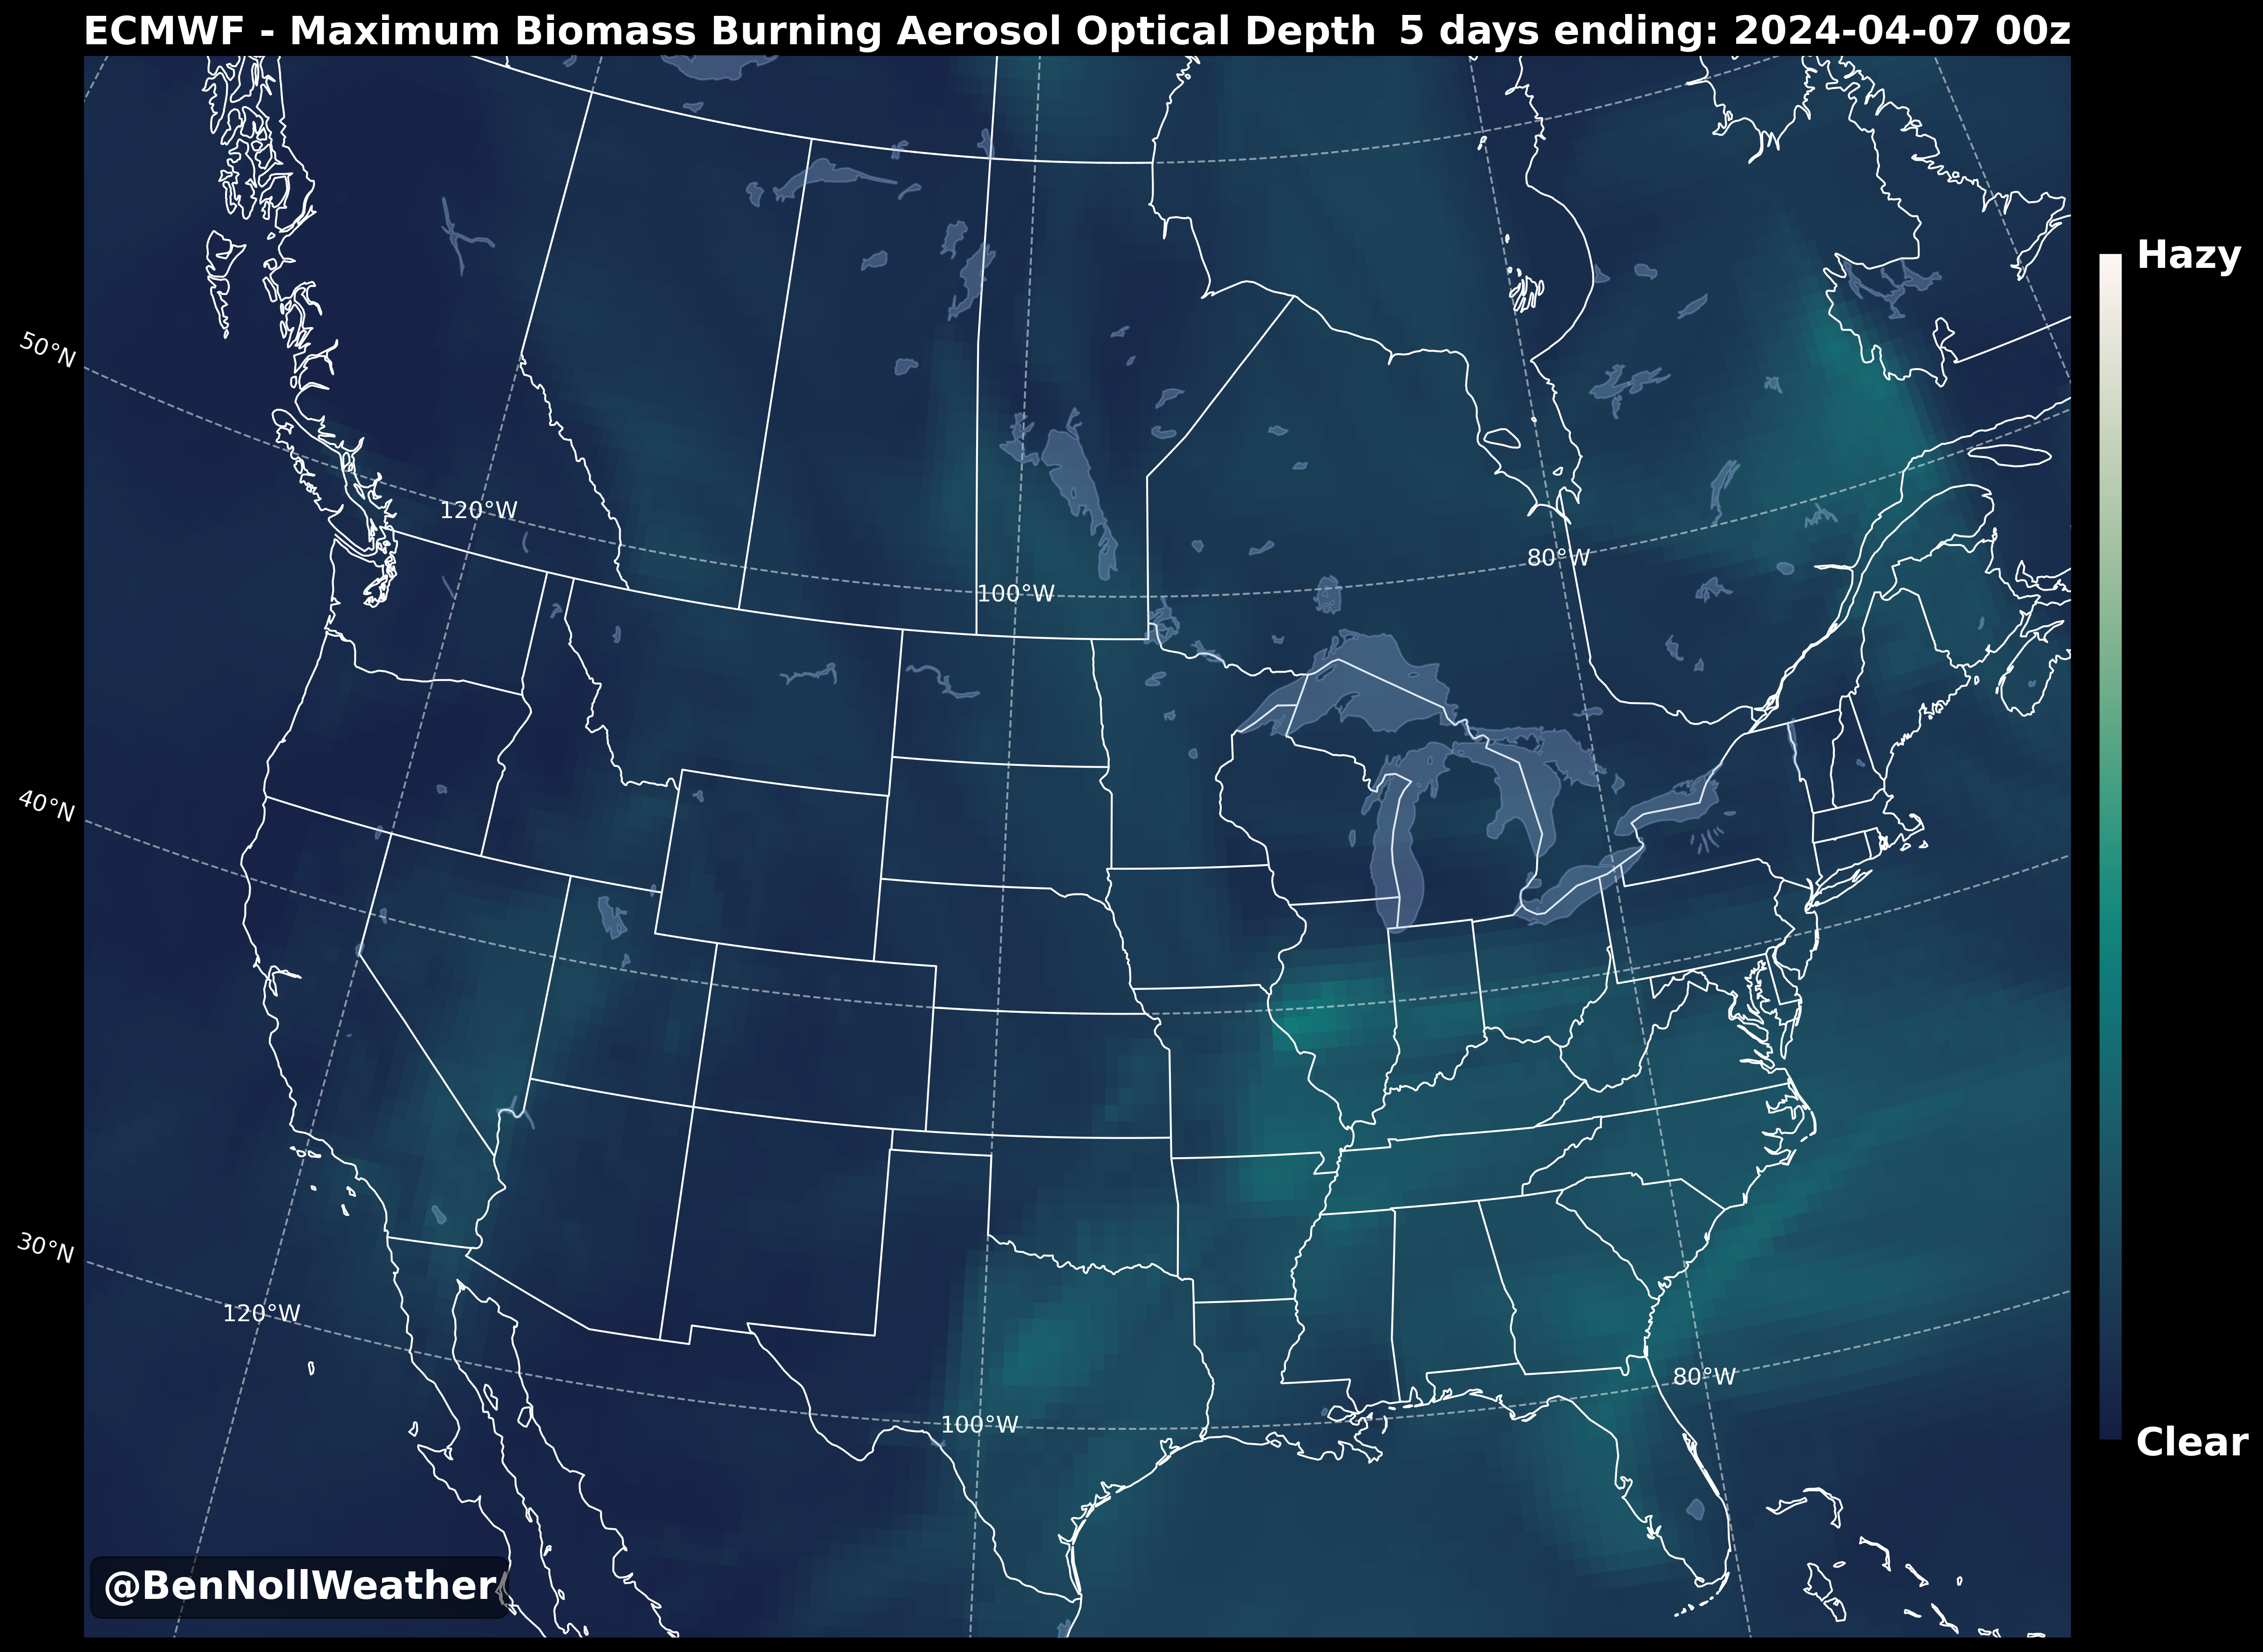 ECMWF - Maximum Biomass Burning Aerosol Optical Depth 5 days ending: 2024-04-07 00z
Hazy
50°N
120°W
80°W
100°W
40°N
30°N
120°W
80°W
100°W
Clear
@BenNollWeather